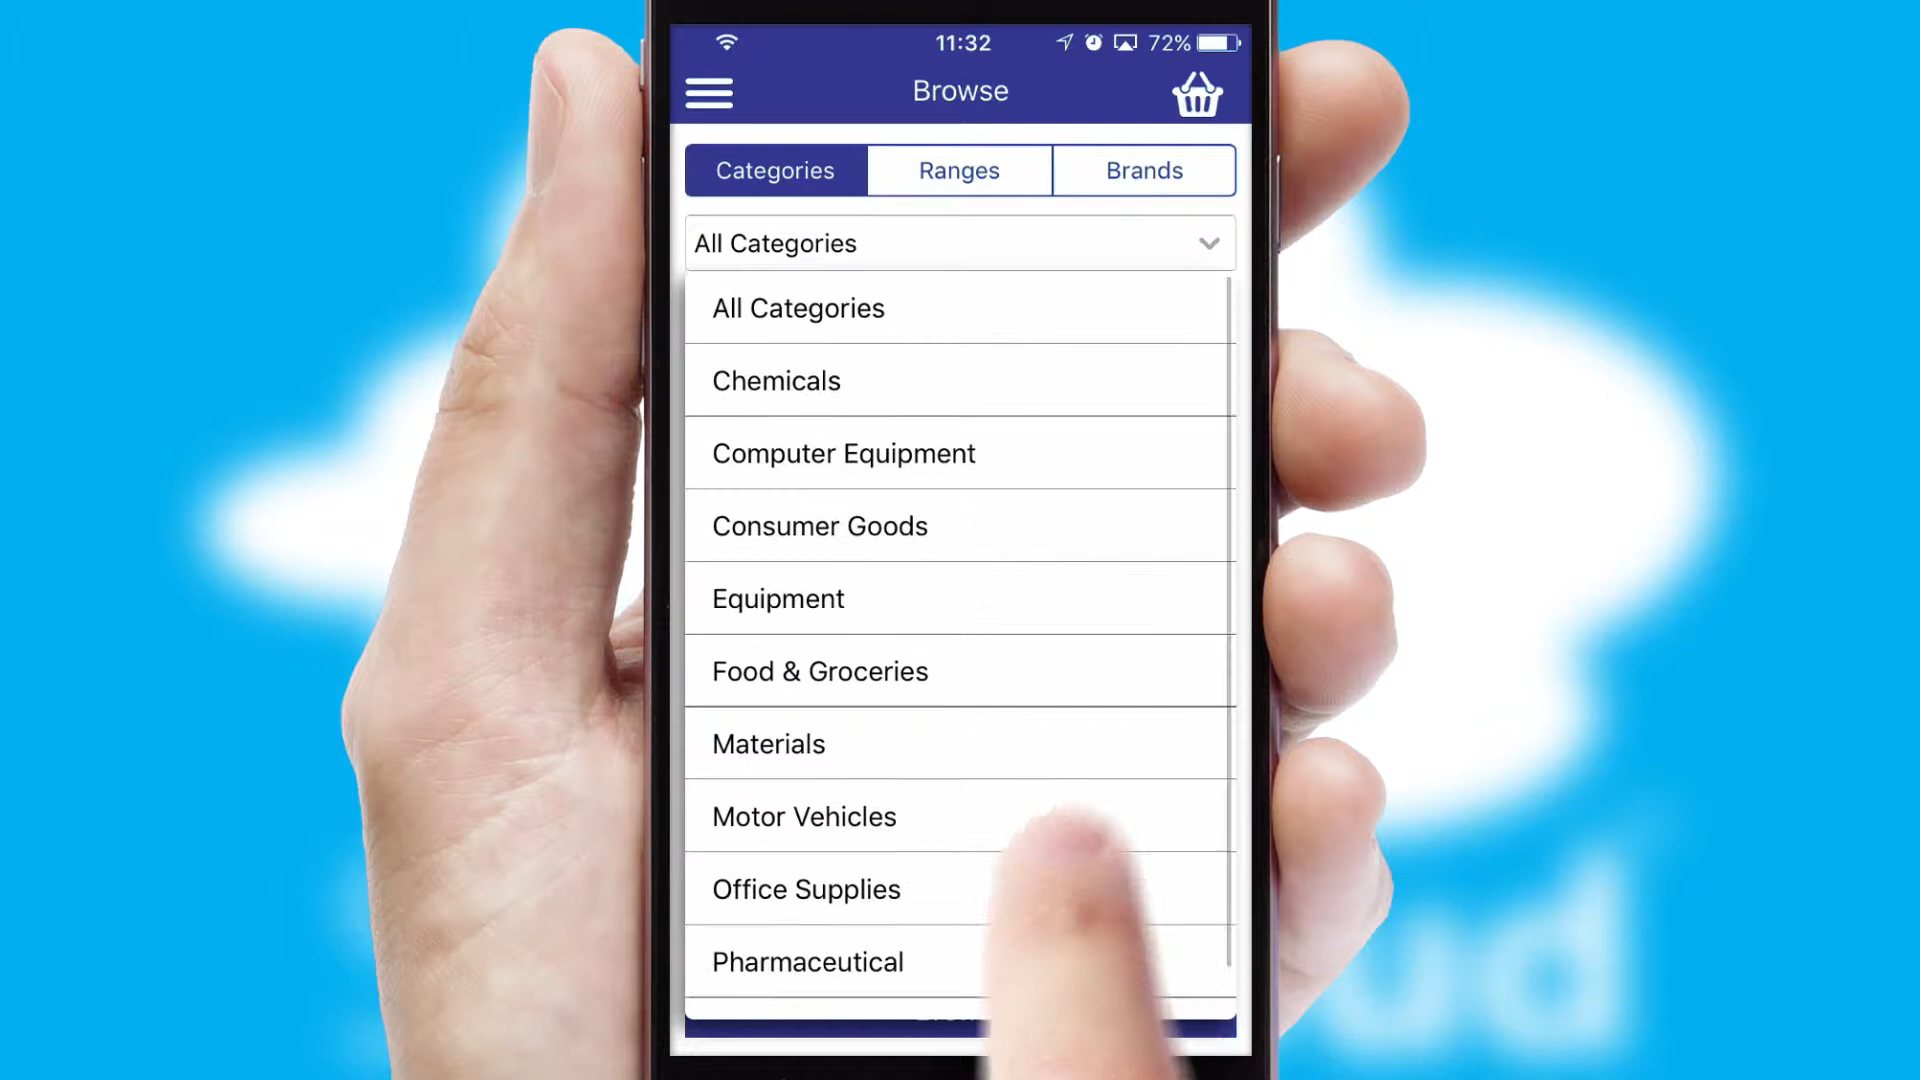 11:32
72%
Browse
Categories
Ranges
Brands
All Categories
All Categories
Chemicals
Computer Equipment
Consumer Goods
Equipment
Food & Groceries
Materials
Motor Vehicles
Office Supplies
Pharmaceutical